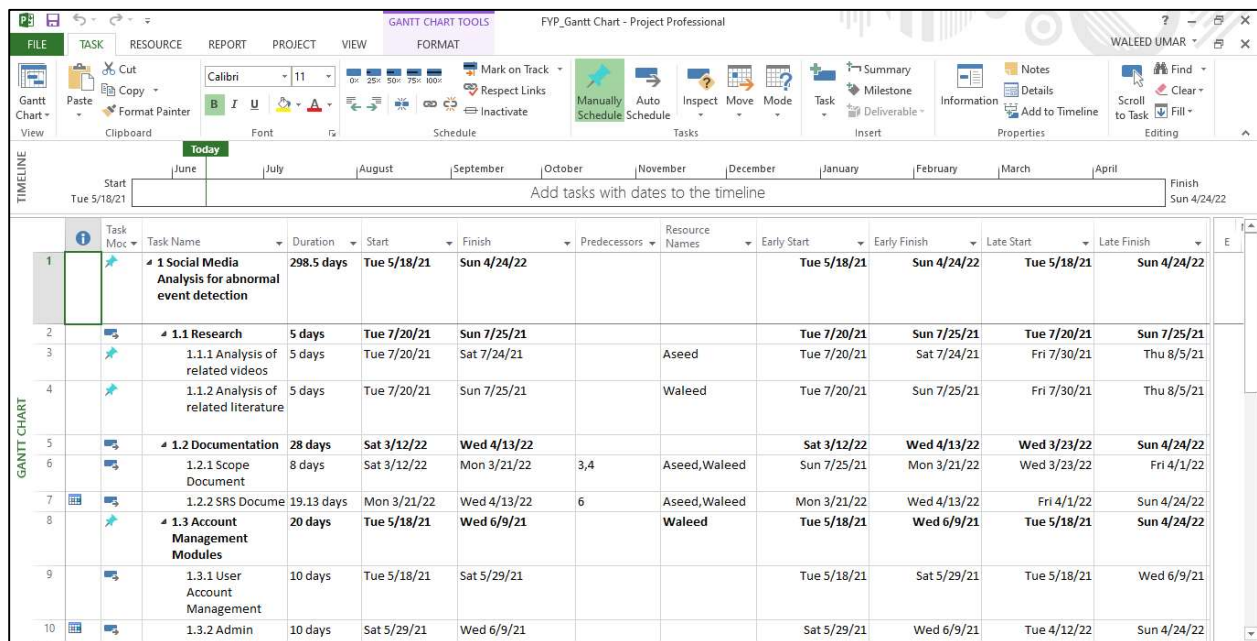 GANTT CHART TOOLS FYP_Gantt Chart - Project Professional ?
FILE TASK RESOURCE REPORT PROJECT VIEW FORMAT WALEED UMAR
Gantt Chart
Paste
Cut
Copy
Format Painter
Calibri 11
B I U A
0× 25× 50× 75× 100×
Mark on Track
Respect Links
Inactivate
Manually Schedule
Auto Schedule
Inspect
Move
Mode
Task
Summary
Milestone
Deliverable
Information
Notes
Details
Add to Timeline
Scroll to Task
Find
Clear
Fill
View Clipboard Font Schedule Tasks Insert Properties Editing
TIMELINE
Today
June July August September October November December January February March April
Start
Tue 5/18/21
Add tasks with dates to the timeline
Finish
Sun 4/24/22
GANTT CHART
Task Moc Task Name Duration Start Finish Predecessors Resource Names Early Start Early Finish Late Start Late Finish E
1 1 Social Media 298.5 days Tue 5/18/21 Sun 4/24/22 Tue 5/18/21 Sun 4/24/22 Tue 5/18/21 Sun 4/24/22
Analysis for abnormal
event detection
2 1.1 Research 5 days Tue 7/20/21 Sun 7/25/21 Tue 7/20/21 Sun 7/25/21 Tue 7/20/21 Sun 7/25/21
3 1.1.1 Analysis of 5 days Tue 7/20/21 Sat 7/24/21 Aseed Tue 7/20/21 Sat 7/24/21 Fri 7/30/21 Thu 8/5/21
related videos
4 1.1.2 Analysis of 5 days Tue 7/20/21 Sun 7/25/21 Waleed Tue 7/20/21 Sun 7/25/21 Fri 7/30/21 Thu 8/5/21
related literature
5 1.2 Documentation 28 days Sat 3/12/22 Wed 4/13/22 Sat 3/12/22 Wed 4/13/22 Wed 3/23/22 Sun 4/24/22
6 1.2.1 Scope 8 days Sat 3/12/22 Mon 3/21/22 3,4 Aseed,Waleed Sun 7/25/21 Mon 3/21/22 Wed 3/23/22 Fri 4/1/22
Document
7 1.2.2 SRS Docume 19.13 days Mon 3/21/22 Wed 4/13/22 6 Aseed,Waleed Mon 3/21/22 Wed 4/13/22 Fri 4/1/22 Sun 4/24/22
8 1.3 Account 20 days Tue 5/18/21 Wed 6/9/21 Waleed Tue 5/18/21 Wed 6/9/21 Tue 5/18/21 Sun 4/24/22
Management
Modules
9 1.3.1 User 10 days Tue 5/18/21 Sat 5/29/21 Tue 5/18/21 Sat 5/29/21 Tue 5/18/21 Wed 6/9/21
Account
Management
10 1.3.2 Admin 10 days Sat 5/29/21 Wed 6/9/21 Sat 5/29/21 Wed 6/9/21 Tue 4/12/22 Sun 4/24/22